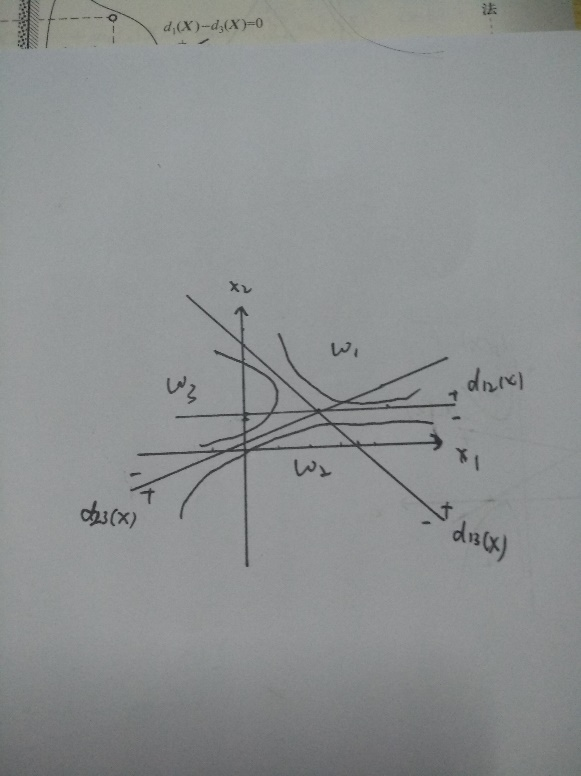 法
d₁(X)−d₃(X)=0
x₂
ω₁
ω₃
d₁₂(x)
+
-
x₁
ω₂
-
+
d₂₃(x)
+
-
d₁₃(x)